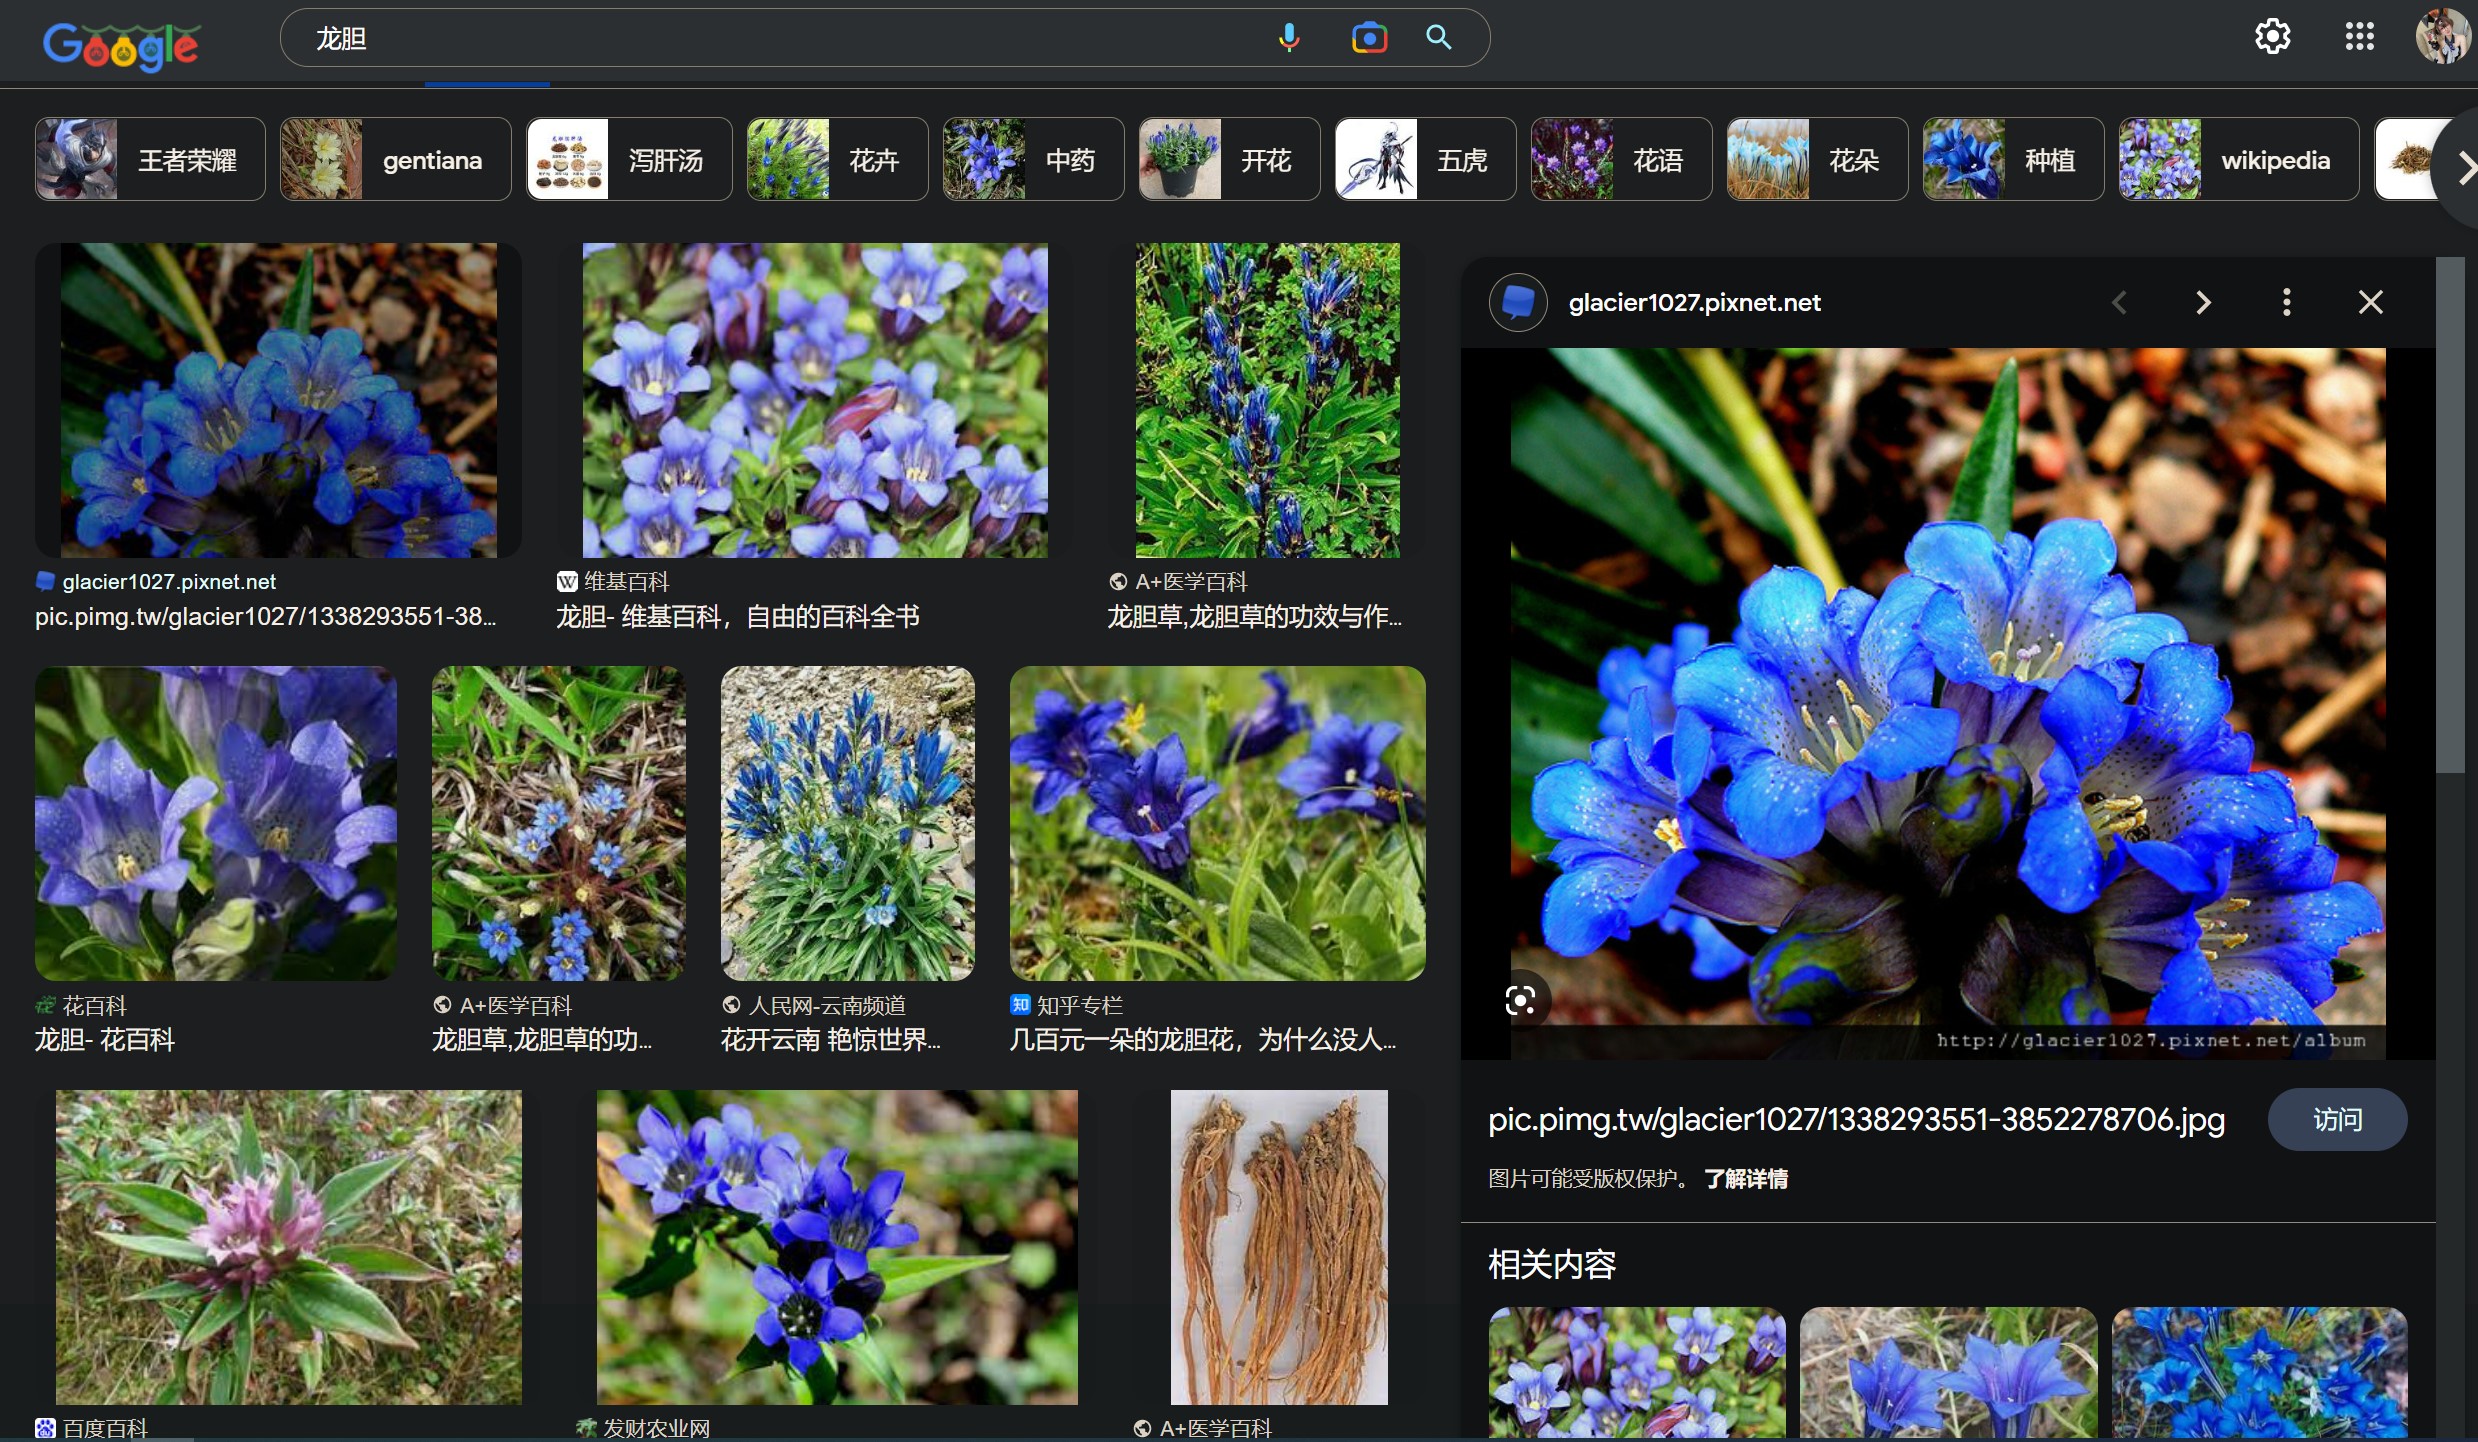 Google
龙胆
王者荣耀
gentiana
泻肝汤
花卉
中药
开花
五虎
花语
花朵
种植
wikipedia
glacier1027.pixnet.net
pic.pimg.tw/glacier1027/1338293551-38...
维基百科
龙胆- 维基百科，自由的百科全书
A+医学百科
龙胆草,龙胆草的功效与作...
花百科
龙胆- 花百科
A+医学百科
龙胆草,龙胆草的功...
人民网-云南频道
花开云南 艳惊世界...
知乎专栏
几百元一朵的龙胆花，为什么没人...
百度百科
发财农业网
A+医学百科
glacier1027.pixnet.net
http://glacier1027.pixnet.net/album
pic.pimg.tw/glacier1027/1338293551-3852278706.jpg
访问
图片可能受版权保护。 了解详情
相关内容